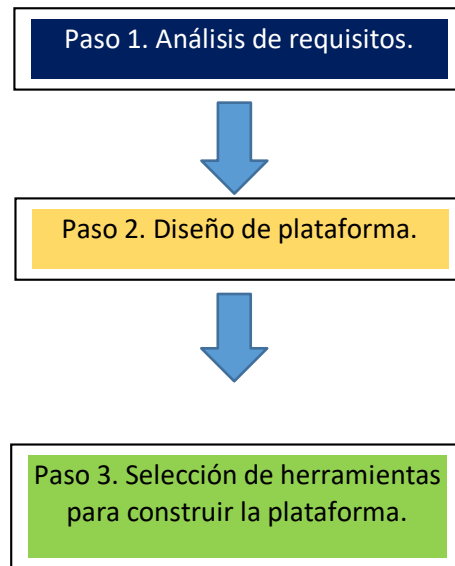 Paso 1. Análisis de requisitos.
Paso 2. Diseño de plataforma.
Paso 3. Selección de herramientas
para construir la plataforma.